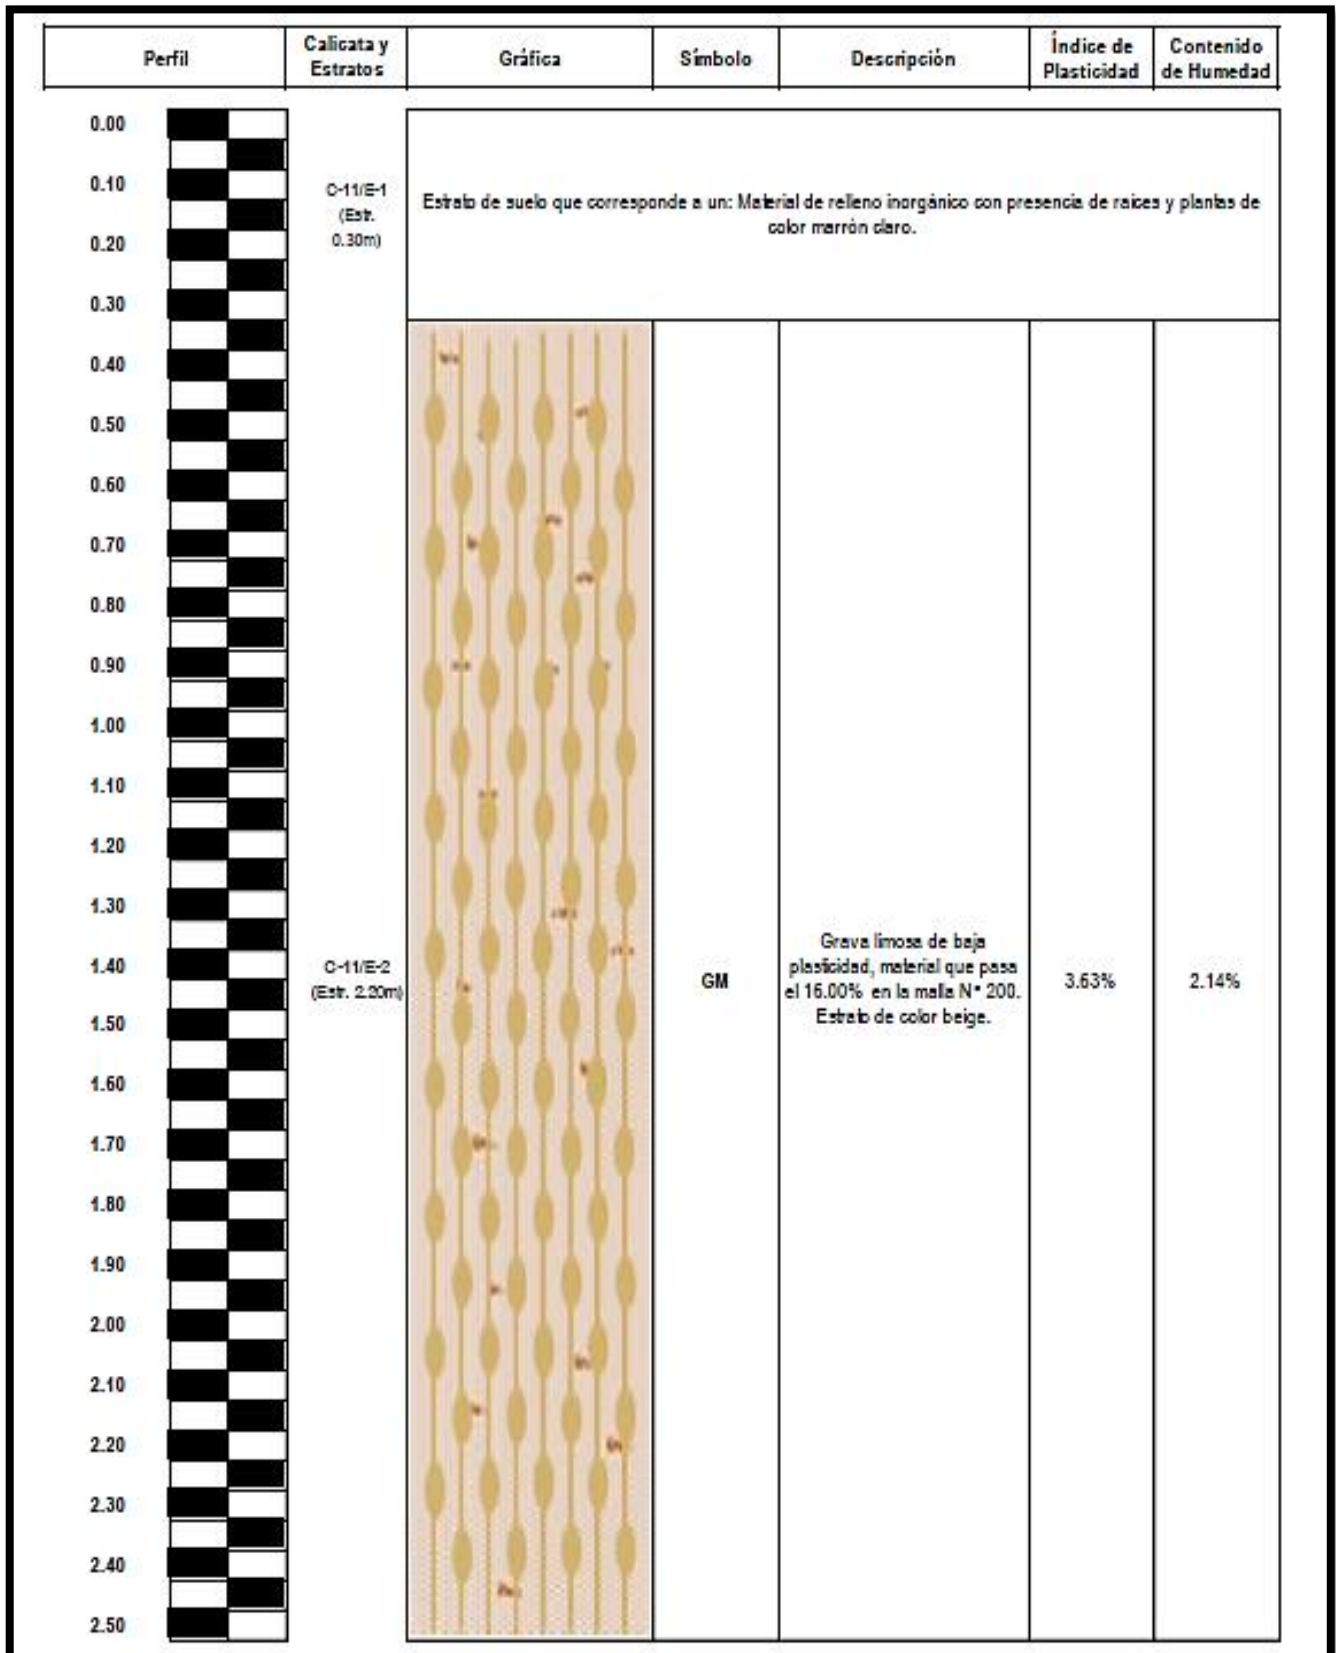 Perfil
Calicata y
Estratos
Gráfica
Símbolo
Descripción
Índice de
Plasticidad
Contenido
de Humedad
0.00
0.10
0.20
0.30
0.40
0.50
0.60
0.70
0.80
0.90
1.00
1.10
1.20
1.30
1.40
1.50
1.60
1.70
1.80
1.90
2.00
2.10
2.20
2.30
2.40
2.50
C-11/E-1
(Estr.
0.30m)
Estrato de suelo que corresponde a un: Material de relleno inorgánico con presencia de raices y plantas de
color marrón claro.
C-11/E-2
(Estr. 2.20m)
GM
Grava limosa de baja
plasticidad, material que pasa
el 16.00% en la malla N° 200.
Estrato de color beige.
3.63%
2.14%